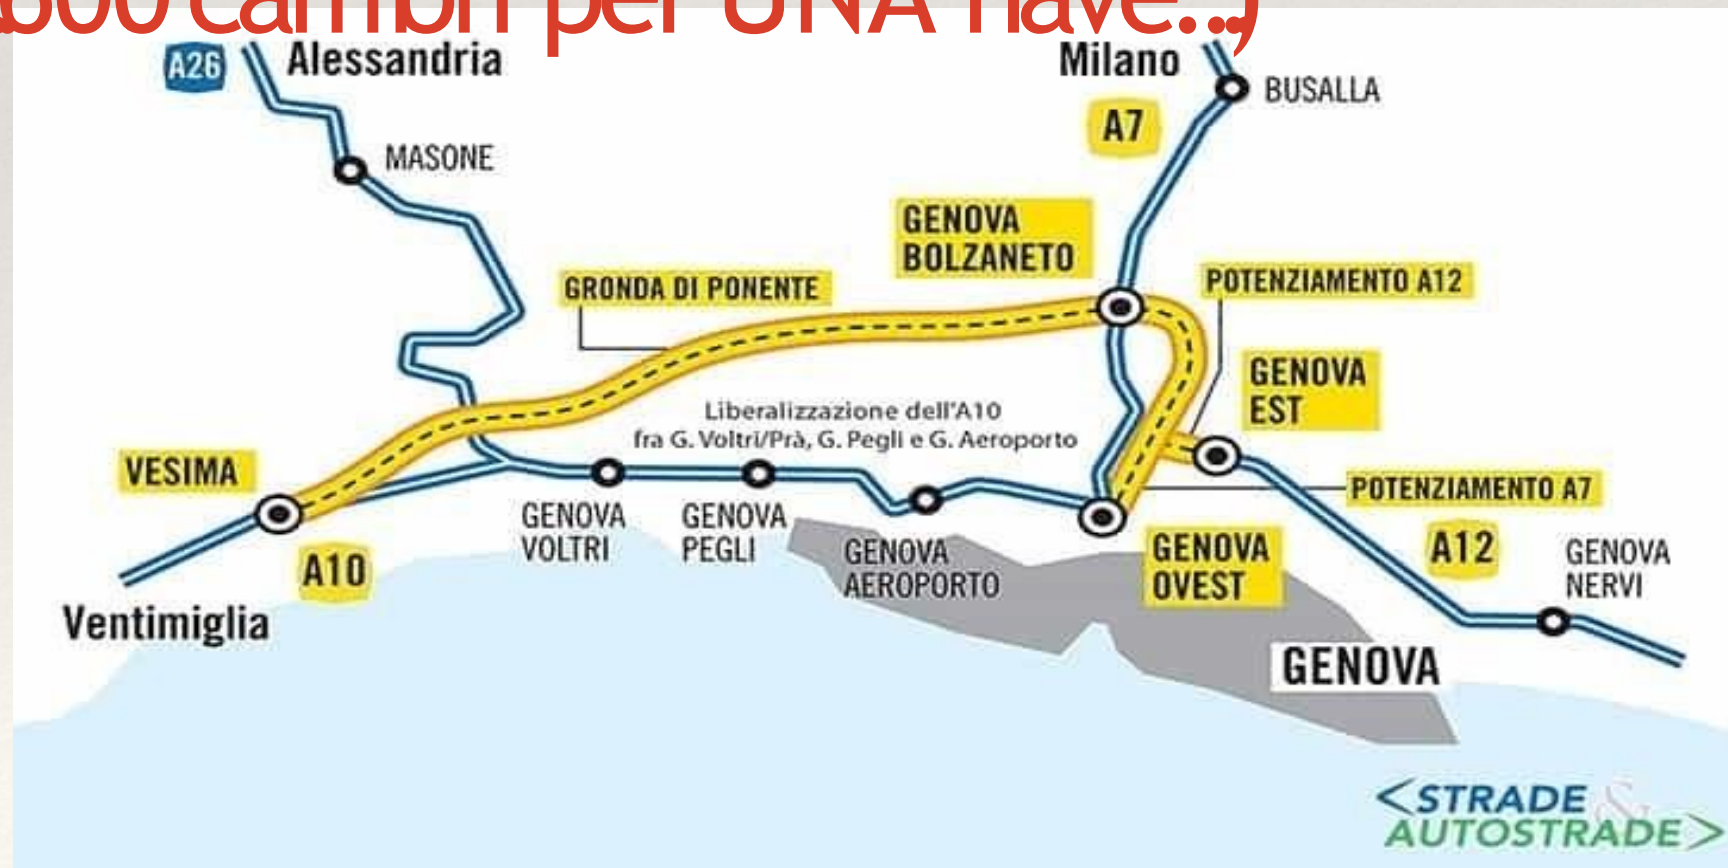 per UNA nave..,)
A26
Alessandria
Milano
BUSALLA
A7
MASONE
GENOVA
BOLZANETO
GRONDA DI PONENTE
POTENZIAMENTO A12
GENOVA
EST
Liberalizzazione dell'A10
fra G. Voltri/Prà, G. Pegli e G. Aeroporto
VESIMA
POTENZIAMENTO A7
GENOVA
VOLTRI
GENOVA
PEGLI
GENOVA
AEROPORTO
GENOVA
OVEST
A12
GENOVA
NERVI
A10
Ventimiglia
GENOVA
<STRADE &
AUTOSTRADE>